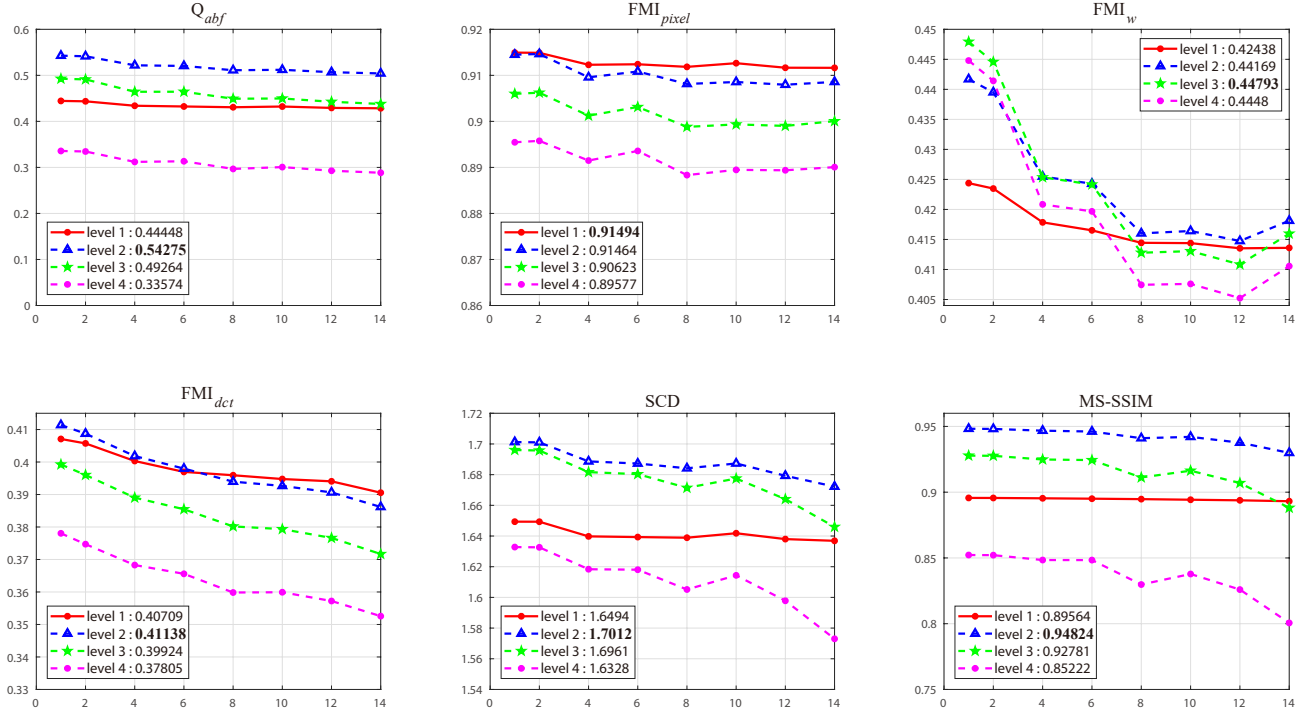 Q_abf
0.6
0.5
0.4
0.3
0.2
0.1
0
0 2 4 6 8 10 12 14
level 1 : 0.44448
level 2 : 0.54275
level 3 : 0.49264
level 4 : 0.33574
FMI_pixel
0.92
0.91
0.9
0.89
0.88
0.87
0.86
0 2 4 6 8 10 12 14
level 1 : 0.91494
level 2 : 0.91464
level 3 : 0.90623
level 4 : 0.89577
FMI_w
0.45
0.445
0.44
0.435
0.43
0.425
0.42
0.415
0.41
0.405
0 2 4 6 8 10 12 14
level 1 : 0.42438
level 2 : 0.44169
level 3 : 0.44793
level 4 : 0.4448
FMI_dct
0.41
0.4
0.39
0.38
0.37
0.36
0.35
0.34
0.33
0 2 4 6 8 10 12 14
level 1 : 0.40709
level 2 : 0.41138
level 3 : 0.39924
level 4 : 0.37805
SCD
1.72
1.7
1.68
1.66
1.64
1.62
1.6
1.58
1.56
1.54
0 2 4 6 8 10 12 14
level 1 : 1.6494
level 2 : 1.7012
level 3 : 1.6961
level 4 : 1.6328
MS-SSIM
0.95
0.9
0.85
0.8
0.75
0 2 4 6 8 10 12 14
level 1 : 0.89564
level 2 : 0.94824
level 3 : 0.92781
level 4 : 0.85222